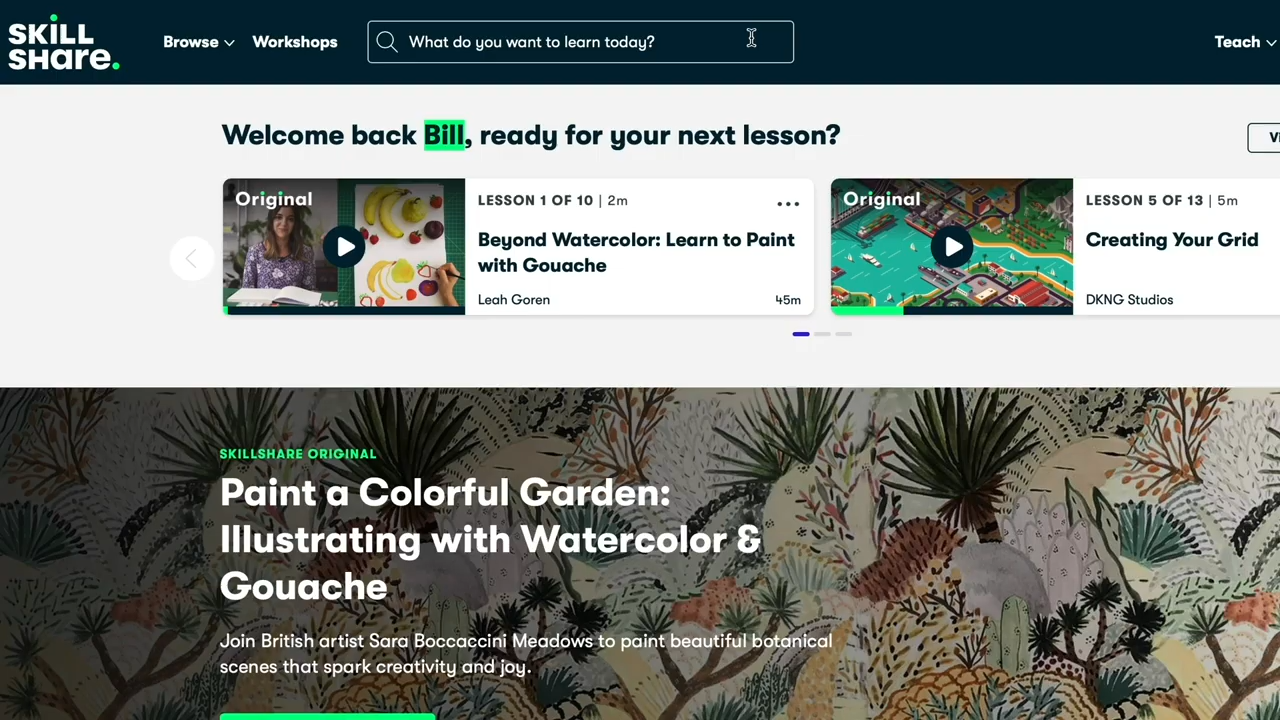 SKILL
SHare.
Browse
Workshops
What do you want to learn today?
Teach
Welcome back Bill, ready for your next lesson?
Original
LESSON 1 OF 10 | 2m
Beyond Watercolor: Learn to Paint
with Gouache
Leah Goren
45m
Original
LESSON 5 OF 13 | 5m
Creating Your Grid
DKNG Studios
SKILLSHARE ORIGINAL
Paint a Colorful Garden:
Illustrating with Watercolor &
Gouache
Join British artist Sara Boccaccini Meadows to paint beautiful botanical
scenes that spark creativity and joy.